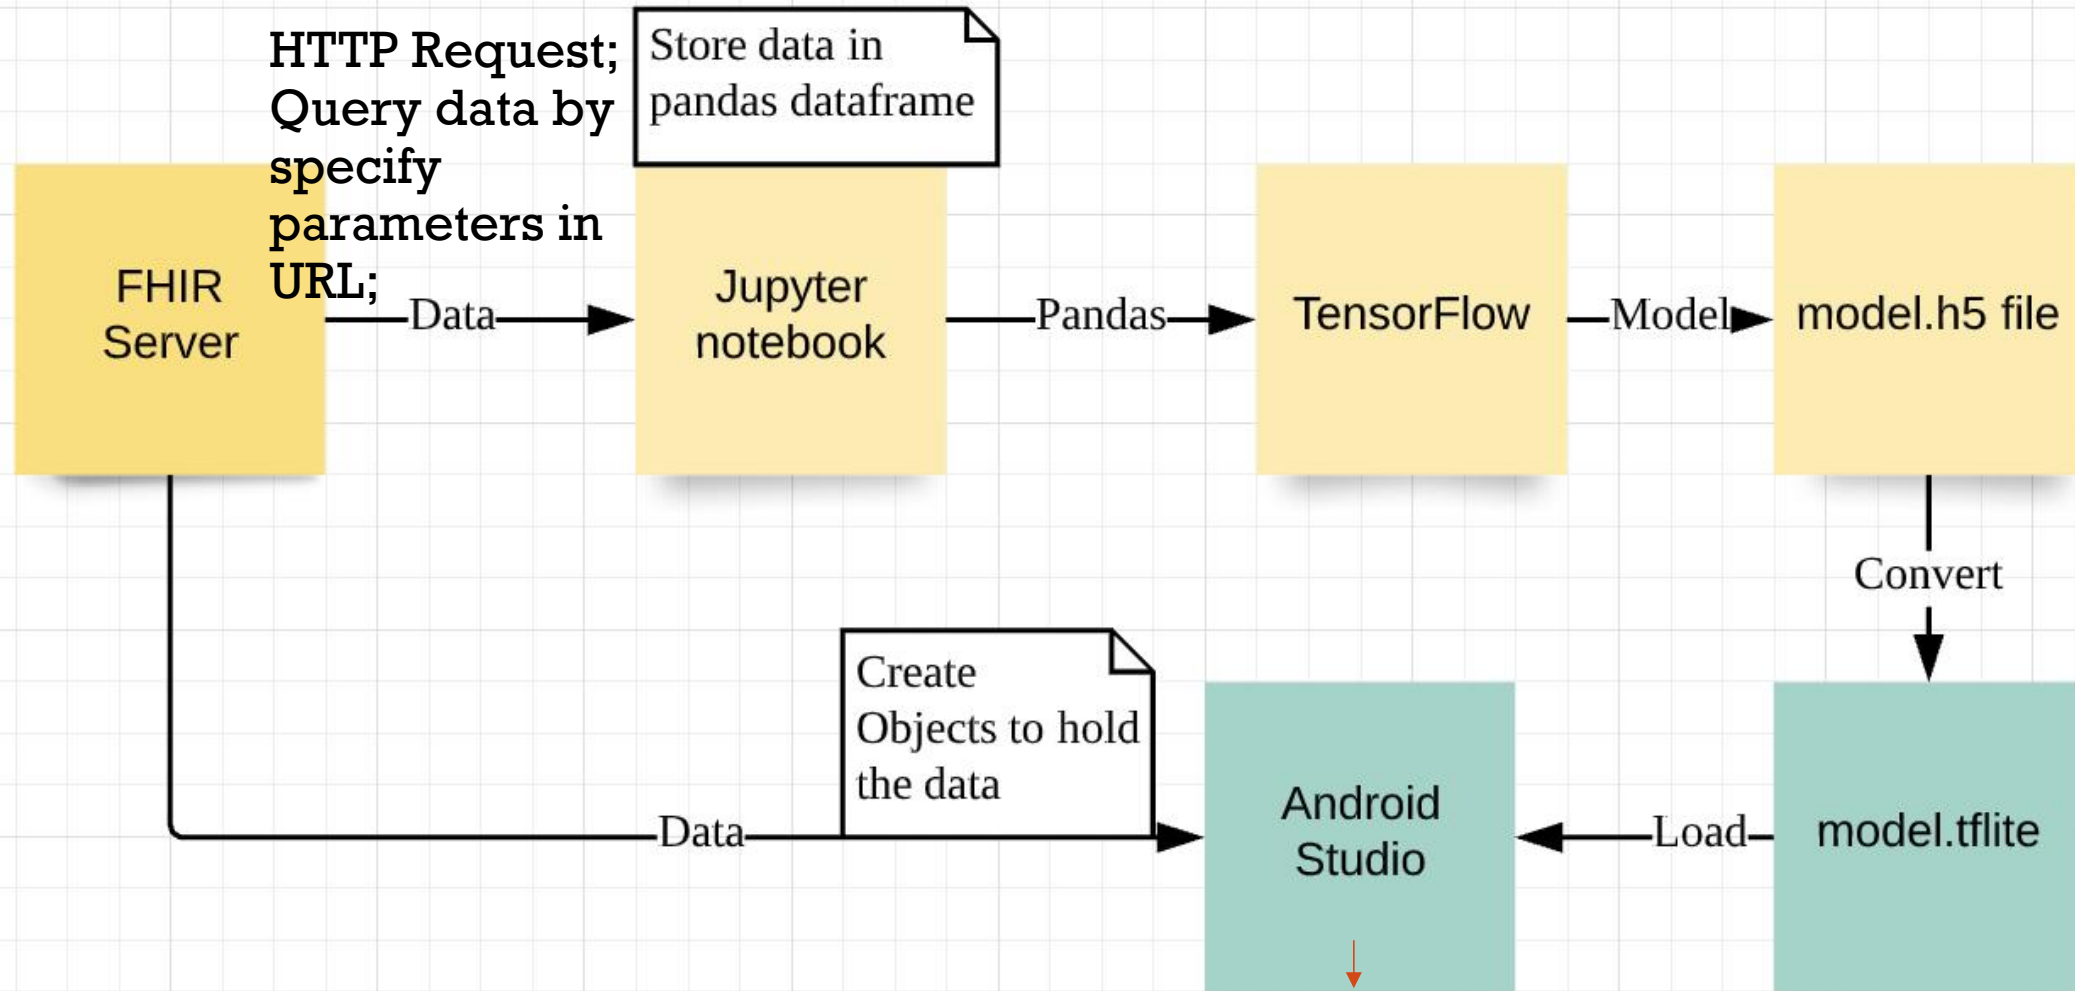 HTTP Request;
Query data by
specify
parameters in
URL;
Store data in
pandas dataframe
FHIR
Server
Data
Jupyter
notebook
Pandas
TensorFlow
Model
model.h5 file
Convert
Create
Objects to hold
the data
Data
Android
Studio
Load
model.tflite